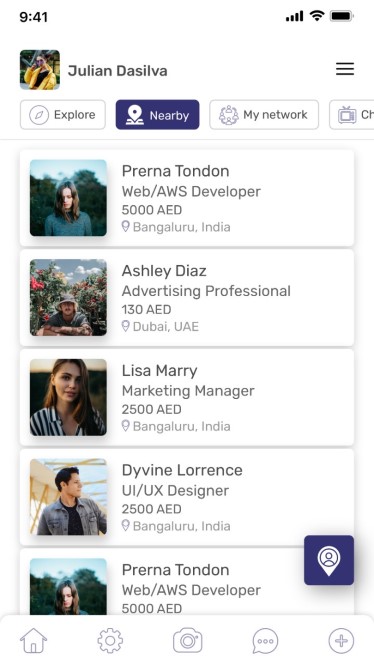 9:41
Julian Dasilva
Explore
Nearby
My network
Ch
Prerna Tondon
Web/AWS Developer
5000 AED
Bangaluru, India
Ashley Diaz
Advertising Professional
130 AED
Dubai, UAE
Lisa Marry
Marketing Manager
2500 AED
Bangaluru, India
Dyvine Lorrence
UI/UX Designer
2500 AED
Bangaluru, India
Prerna Tondon
Web/AWS Developer
5000 AED